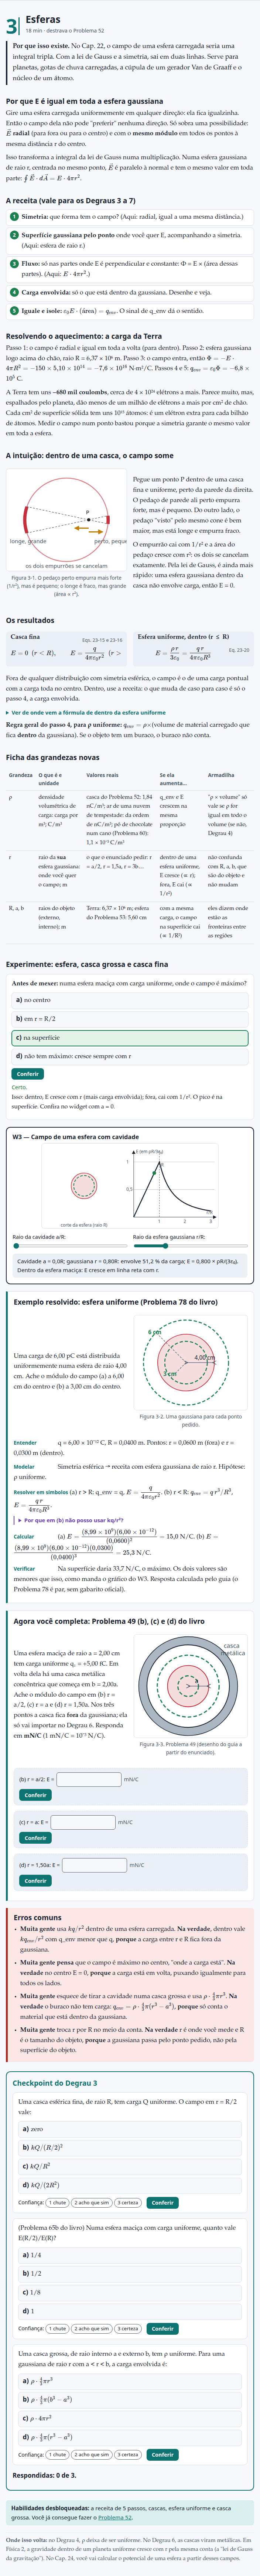 3 Esferas
18 min · destrava o Problema 52
Por que isso existe. No Cap. 22, o campo de uma esfera carregada seria uma
integral tripla. Com a lei de Gauss e a simetria, sai em duas linhas. Serve para
planetas, gotas de chuva carregadas, a cúpula de um gerador Van de Graaff e o
núcleo de um átomo.
Por que E é igual em toda a esfera gaussiana
Gire uma esfera carregada uniformemente em qualquer direção: ela fica igualzinha.
Então o campo dela não pode "preferir" nenhuma direção. Só sobra uma possibilidade:
E⃗ radial (para fora ou para o centro) e com o mesmo módulo em todos os pontos à
mesma distância r do centro.
Isso transforma a integral da lei de Gauss numa multiplicação. Numa esfera gaussiana
de raio r, centrada no mesmo ponto, E⃗ é paralelo à normal e tem o mesmo valor em toda
parte: ∮ E⃗ · dA⃗ = E · 4πr².
A receita (vale para os Degraus 3 a 7)
1 Simetria: que forma tem o campo? (Aqui: radial, igual a uma mesma distância.)
2 Superfície gaussiana pelo ponto onde você quer E, acompanhando a simetria. (Aqui: esfera de raio r.)
3 Fluxo: só nas partes onde E é perpendicular e constante: Φ = E × (área dessas partes). (Aqui: E · 4πr².)
4 Carga envolvida: só o que está dentro da gaussiana. Desenhe e veja.
5 Iguale e isole: ε₀E · (área) = qenv. O sinal de q_env dá o sentido.
Resolvendo o aquecimento: a carga da Terra
Passo 1: o campo é radial e igual em toda a volta (para dentro). Passo 2: esfera gaussiana
logo acima do chão, raio R = 6,37 × 10⁶ m. Passo 3: o campo entra, então Φ = −E ·
4πR² = −150 × 5,10 × 10¹⁴ = −7,6 × 10¹⁶ N·m²/C. Passos 4 e 5: qenv = ε₀Φ = −6,8 ×
10⁵ C.
A Terra tem uns −680 mil coulombs, cerca de 4 × 10²⁴ elétrons a mais. Parece muito, mas,
espalhados pelo planeta, dão menos de um milhão de elétrons a mais por cm² de chão.
Cada cm² de superfície sólida tem uns 10¹⁵ átomos: é um elétron extra para cada
de átomos. Medir o campo num ponto bastou porque a simetria garante o mesmo valor
em toda a esfera.
A intuição: dentro de uma casca, o campo some
P
longe, grande
perto, peque
os dois empurrões se cancelam
Figura 3-1. O pedaço perto empurra mais forte
(1/r²), mas é pequeno; o longe é fraco, mas grande
(área ∝ r²).
Pegue um ponto P dentro de uma casca
fina e uniforme, perto da parede da direita.
O pedaço de parede ali perto empurra
forte, mas é pequeno. Do outro lado, o
pedaço "visto" pelo mesmo cone é bem
maior, mas está longe e empurra fraco.
O empurrão cai com 1/r² e a área do
pedaço cresce com r²: os dois se cancelam
exatamente. Pela lei de Gauss, é ainda mais
rápido: uma esfera gaussiana dentro da
casca não envolve carga, então E = 0.
Os resultados
Casca fina
Eqs. 23-15 e 23-16
E = 0 (r < R), E = q/4πε₀r² (r >
Esfera uniforme, dentro (r ≤ R)
E = ρ r/3ε₀ = q r/4πε₀R³
Eq. 23-20
Fora de qualquer distribuição com simetria esférica, o campo é o de uma carga pontual
com a carga toda no centro. Dentro, use a receita: o que muda de caso para caso é só o
passo 4, a carga envolvida.
▸ Ver de onde vem a fórmula de dentro da esfera uniforme
Regra geral do passo 4, para ρ uniforme: qenv = ρ×(volume de material carregado que
fica dentro da gaussiana). Se o objeto tem um buraco, o buraco não conta.
Ficha das grandezas novas
Grandeza | O que é e unidade | Valores reais | Se ela aumenta... | Armadilha
ρ | densidade volumétrica de carga: carga por m³; C/m³ | casca do Problema 52: 1,84 nC/m³; ar de uma nuvem de tempestade: da ordem de nC/m³; pó de chocolate num cano (Problema 60): 1,1 × 10⁻³ C/m³ | q_env e E crescem na mesma proporção | "ρ × volume" só vale se ρ for igual em todo o volume (se não, Degrau 4)
r | raio da sua esfera gaussiana: onde você quer o campo; m | o que o enunciado pedir: r = a/2, r = 1,5a, r = 3b… | dentro de uma esfera uniforme, E cresce (∝ r); fora, E cai (∝ 1/r²) | não confunda com R, a, b, que são do objeto e não mudam
R, a, b | raios do objeto (externo, interno); m | Terra: 6,37 × 10⁶ m; esfera do Problema 53: 5,60 cm | com a mesma carga, o campo na superfície cai (∝ 1/R²) | eles dizem onde estão as fronteiras entre as regiões
Experimente: esfera, casca grossa e casca fina
Antes de mexer: numa esfera maciça com carga uniforme, onde o campo é máximo?
a) no centro
b) em r = R/2
c) na superfície
d) não tem máximo: cresce sempre com r
Conferir
Certo.
Isso: dentro, E cresce com r (mais carga envolvida); fora, cai com 1/r². O pico é na
superfície. Confira no widget com a = 0.
W3 — Campo de uma esfera com cavidade
corte da esfera (raio R)
1
0,5
1
2
3
Raio da cavidade a/R:
Raio da esfera gaussiana r/R:
Cavidade a = 0,0R; gaussiana r = 0,80R: envolve 51,2 % da carga; E = 0,800 × ρR/(3ε₀).
Dentro da esfera maciça: E cresce em linha reta com r.
Exemplo resolvido: esfera uniforme (Problema 78 do livro)
Uma carga de 6,00 pC está distribuída
uniformemente numa esfera de raio 4,00
cm. Ache o módulo do campo (a) a 6,00
cm do centro e (b) a 3,00 cm do centro.
6 cm
4,00 cm
3 cm
Figura 3-2. Uma gaussiana para cada ponto
pedido.
Entender q = 6,00 × 10⁻¹² C, R = 0,0400 m. Pontos: r = 0,0600 m (fora) e r =
0,0300 m (dentro).
Modelar Simetria esférica → receita com esfera gaussiana de raio r. Hipótese:
ρ uniforme.
Resolver em símbolos (a) r > R: q_env = q, E = q/4πε₀r². (b) r < R: qenv = q r³/R³,
E = q r/4πε₀R³.
▸ Por que em (b) não posso usar kq/r²?
Calcular (a) E = (8,99 × 10⁹)(6,00 × 10⁻¹²)/(0,0600)² = 15,0 N/C. (b) E =
(8,99 × 10⁹)(6,00 × 10⁻¹²)(0,0300)/(0,0400)³ = 25,3 N/C.
Verificar Na superfície daria 33,7 N/C, o máximo. Os dois valores são
menores que isso, como manda o gráfico do W3. Resposta calculada pelo guia (o
Problema 78 é par, sem gabarito oficial).
Agora você completa: Problema 49 (b), (c) e (d) do livro
Uma esfera maciça de raio a = 2,00 cm
tem carga uniforme q₁ = +5,00 fC. Em
volta dela há uma casca metálica
concêntrica que começa em b = 2,00a.
Ache o módulo do campo em (b) r =
a/2, (c) r = a e (d) r = 1,50a. Nos três
pontos a casca fica fora da gaussiana; ela
só vai importar no Degrau 6. Responda
em mN/C (1 mN/C = 10⁻³ N/C).
casca
metálica
Figura 3-3. Problema 49 (desenho do guia a
partir do enunciado).
(b) r = a/2: E = mN/C
Conferir
(c) r = a: E = mN/C
Conferir
(d) r = 1,50a: E = mN/C
Conferir
Erros comuns
• Muita gente usa kq/r² dentro de uma esfera carregada. Na verdade, dentro vale
kqenv/r² com q_env menor que q, porque a carga entre r e R fica fora da
gaussiana.
• Muita gente pensa que o campo é máximo no centro, "onde a carga está". Na
verdade no centro E = 0, porque a carga está em volta, puxando igualmente para
todos os lados.
• Muita gente esquece de tirar a cavidade numa casca grossa e usa ρ · 4/3 πr³. Na
verdade o buraco não tem carga: qenv = ρ · 4/3 π(r³ − a³), porque só conta o
material que está dentro da gaussiana.
• Muita gente troca r por R no meio da conta. Na verdade r é onde você mede e R
é o tamanho do objeto, porque a gaussiana passa pelo ponto pedido, não pela
superfície do objeto.
Checkpoint do Degrau 3
Uma casca esférica fina, de raio R, tem carga Q uniforme. O campo em r = R/2
vale:
a) zero
b) kQ/(R/2)²
c) kQ/R²
d) kQ/(2R²)
Confiança: 1 chute 2 acho que sim 3 certeza Conferir
(Problema 65b do livro) Numa esfera maciça com carga uniforme, quanto vale
E(R/2)/E(R)?
a) 1/4
b) 1/2
c) 1/8
d) 1
Confiança: 1 chute 2 acho que sim 3 certeza Conferir
Uma casca grossa, de raio interno a e externo b, tem ρ uniforme. Para uma
gaussiana de raio r com a < r < b, a carga envolvida é:
a) ρ · 4/3 πr³
b) ρ · 4/3 π(b³ − a³)
c) ρ · 4πr²
d) ρ · 4/3 π(r³ − a³)
Confiança: 1 chute 2 acho que sim 3 certeza Conferir
Respondidas: 0 de 3.
Habilidades desbloqueadas: a receita de 5 passos, cascas, esfera uniforme e casca
grossa. Você já consegue fazer o Problema 52.
Onde isso volta: no Degrau 4, ρ deixa de ser uniforme. No Degrau 6, as cascas viram metálicas. Em
Física 2, a gravidade dentro de um planeta uniforme cresce com r pela mesma conta (a "lei de Gauss
da gravitação"). No Cap. 24, você vai calcular o potencial de uma esfera a partir desses campos.